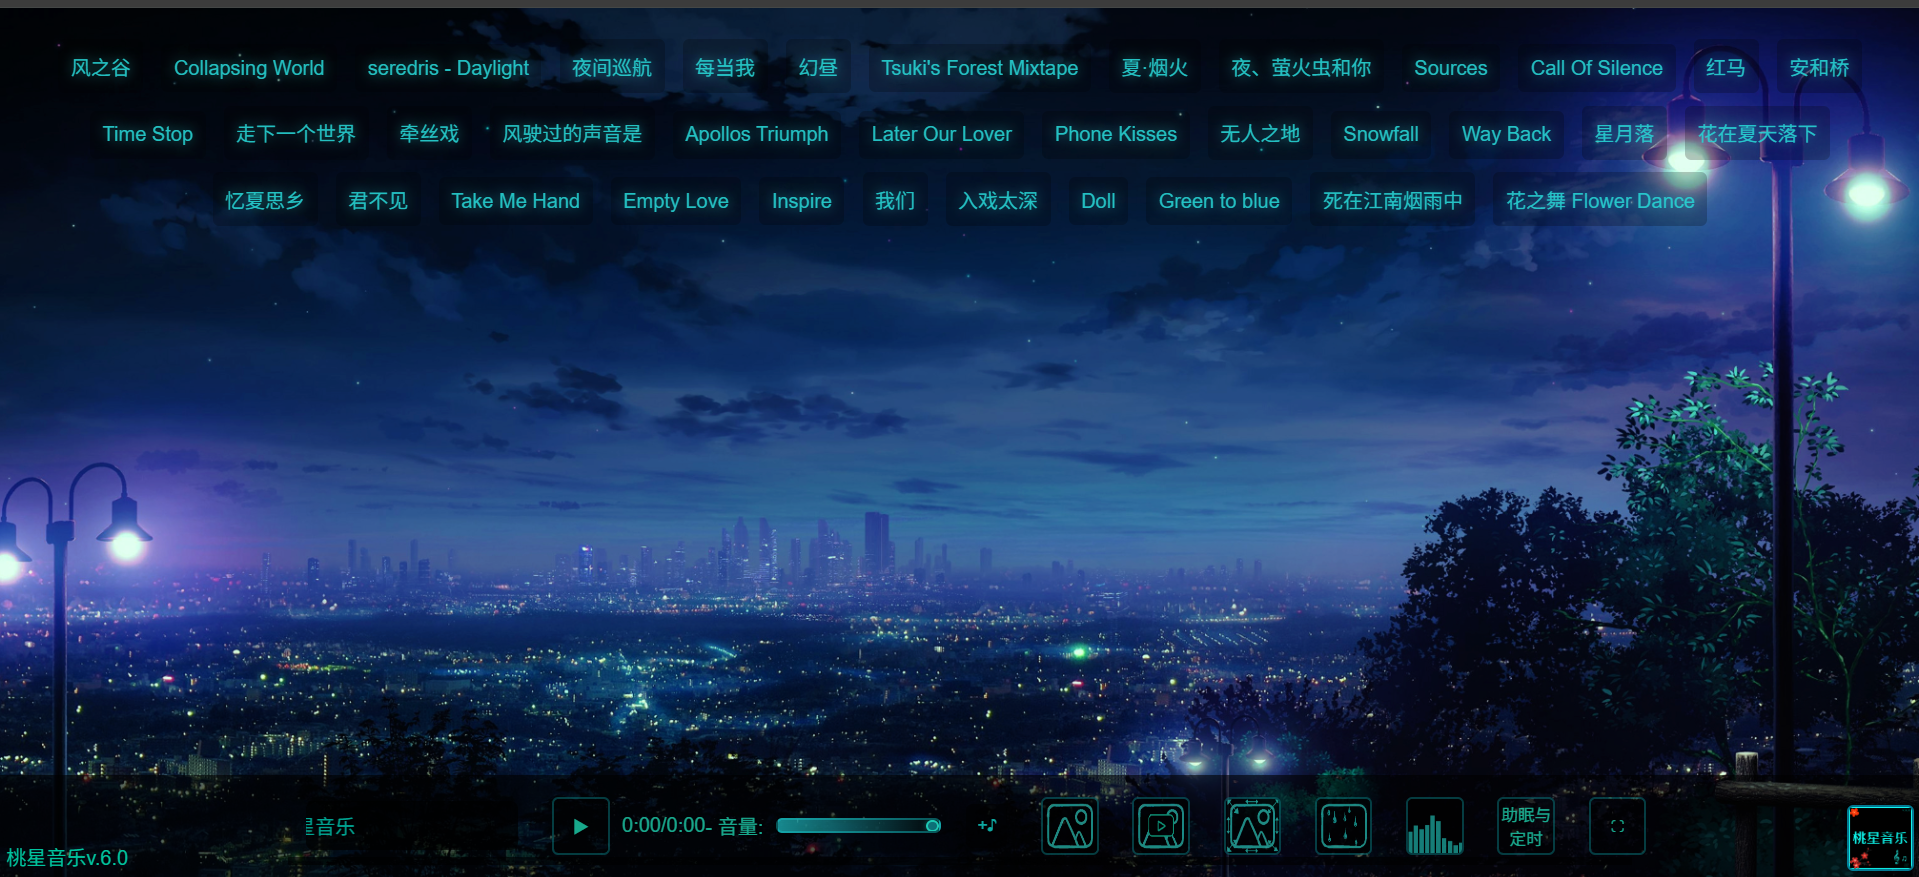 风之谷 Collapsing World seredris - Daylight 夜间巡航 每当我 幻昼 Tsuki's Forest Mixtape 夏·烟火 夜、萤火虫和你 Sources Call Of Silence 红马 安和桥
Time Stop 走下一个世界 牵丝戏 风驶过的声音是 Apollos Triumph Later Our Lover Phone Kisses 无人之地 Snowfall Way Back 星月落 花在夏天落下
忆夏思乡 君不见 Take Me Hand Empty Love Inspire 我们 入戏太深 Doll Green to blue 死在江南烟雨中 花之舞 Flower Dance
星音乐 0:00/0:00- 音量: +♪ 助眠与
定时
桃星音乐
桃星音乐v.6.0